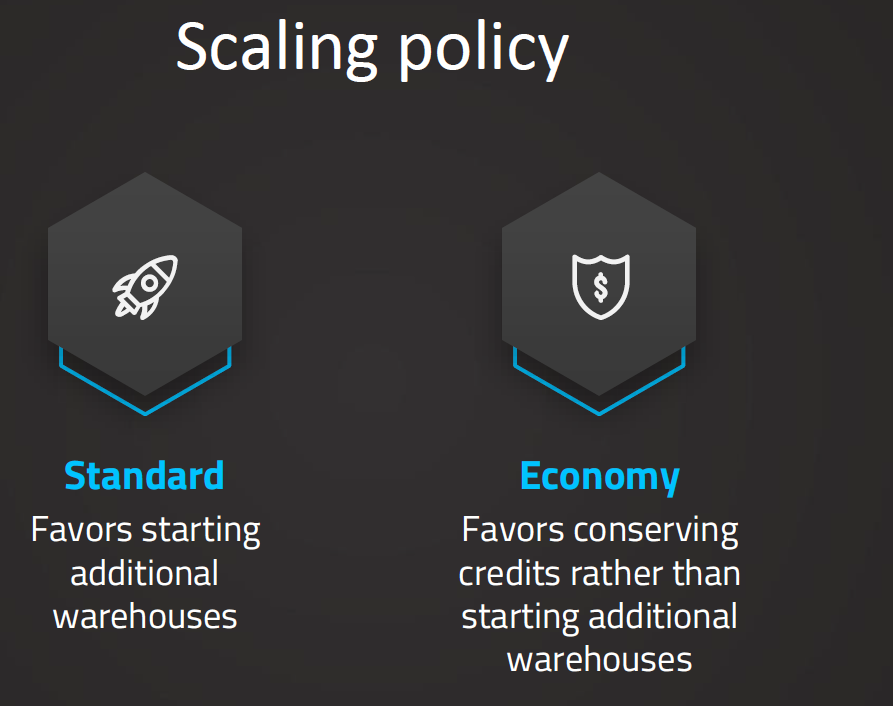 Scaling policy
$
$
Standard
Favors starting
additional
warehouses
Economy
Favors conserving
credits rather than
starting additional
warehouses